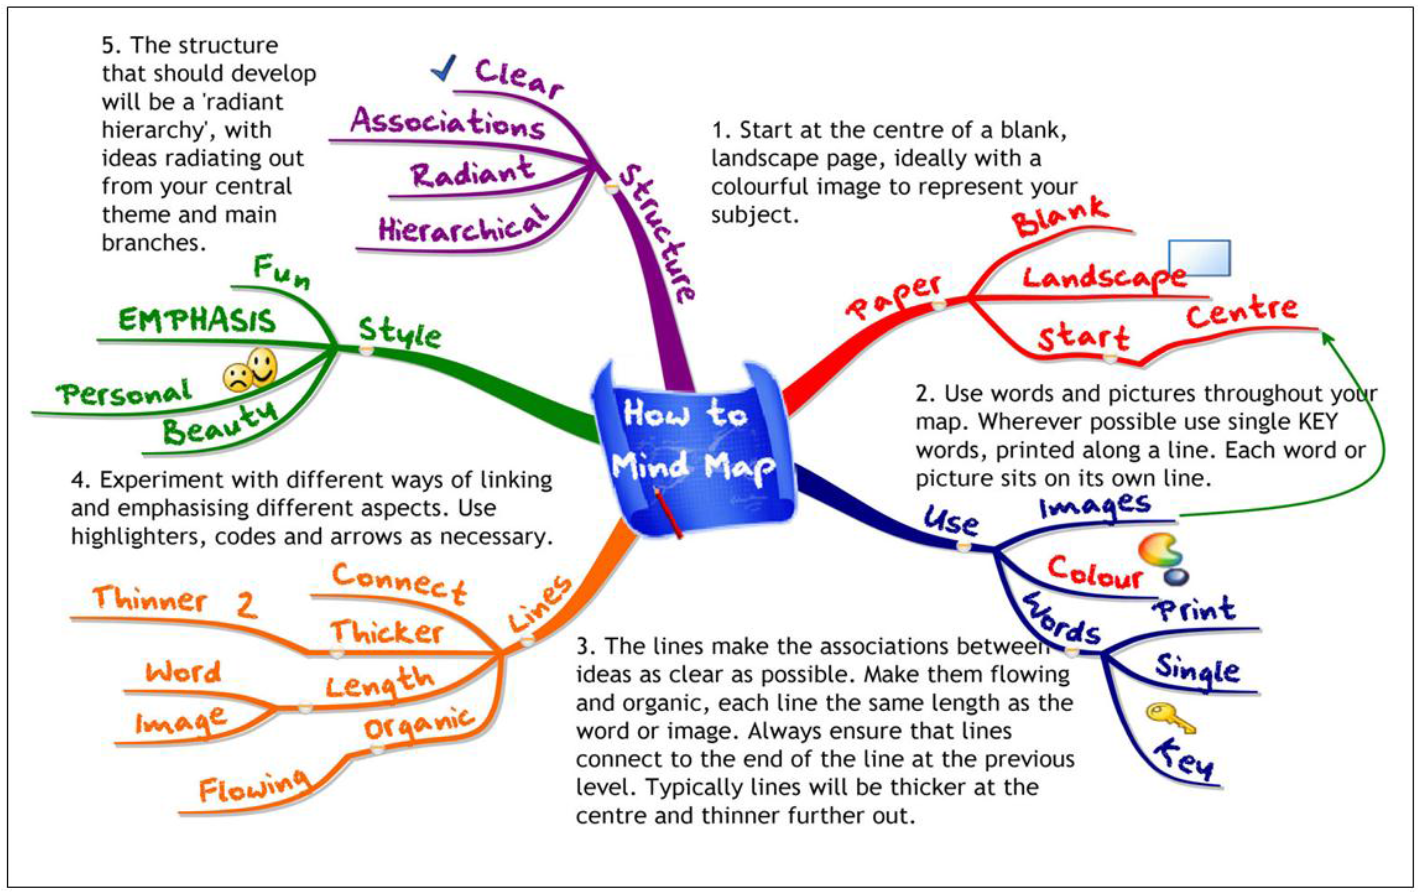 5. The structure
that should develop
will be a 'radiant
hierarchy', with
ideas radiating out
from your central
theme and main
branches.
Clear
Associations
Radiant
Hierarchical
Structure
1. Start at the centre of a blank,
landscape page, ideally with a
colourful image to represent your
subject.
Blank
Landscape
Paper
Start
Centre
Fun
EMPHASIS
Style
Personal
Beauty
How to
Mind Map
2. Use words and pictures throughout your
map. Wherever possible use single KEY
words, printed along a line. Each word or
picture sits on its own line.
Use
Images
Colour
Words
Print
Single
Key
4. Experiment with different ways of linking
and emphasising different aspects. Use
highlighters, codes and arrows as necessary.
Lines
Connect
Thinner 2
Thicker
Word
Length
Image
Organic
Flowing
3. The lines make the associations between
ideas as clear as possible. Make them flowing
and organic, each line the same length as the
word or image. Always ensure that lines
connect to the end of the line at the previous
level. Typically lines will be thicker at the
centre and thinner further out.